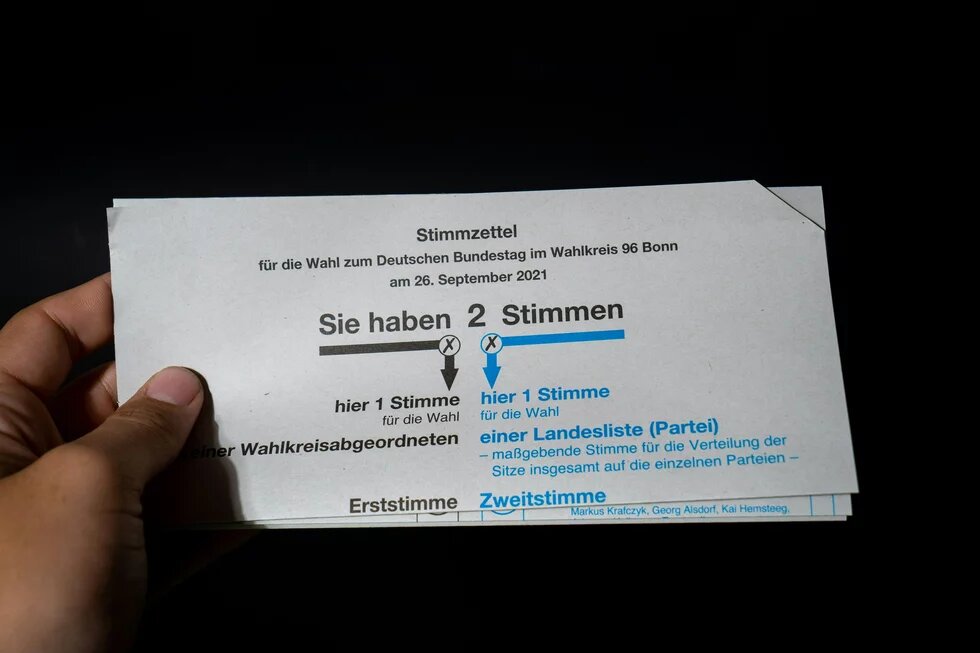 Stimmzettel
für die Wahl zum Deutschen Bundestag im Wahlkreis 96 Bonn
am 26. September 2021
Sie haben 2 Stimmen
X X
hier 1 Stimme
für die Wahl
einer Wahlkreisabgeordneten
hier 1 Stimme
für die Wahl
einer Landesliste (Partei)
– maßgebende Stimme für die Verteilung der
Sitze insgesamt auf die einzelnen Parteien –
Erststimme
Zweitstimme
Markus Krafczyk, Georg Alsdorf, Kai Hemsteeg,